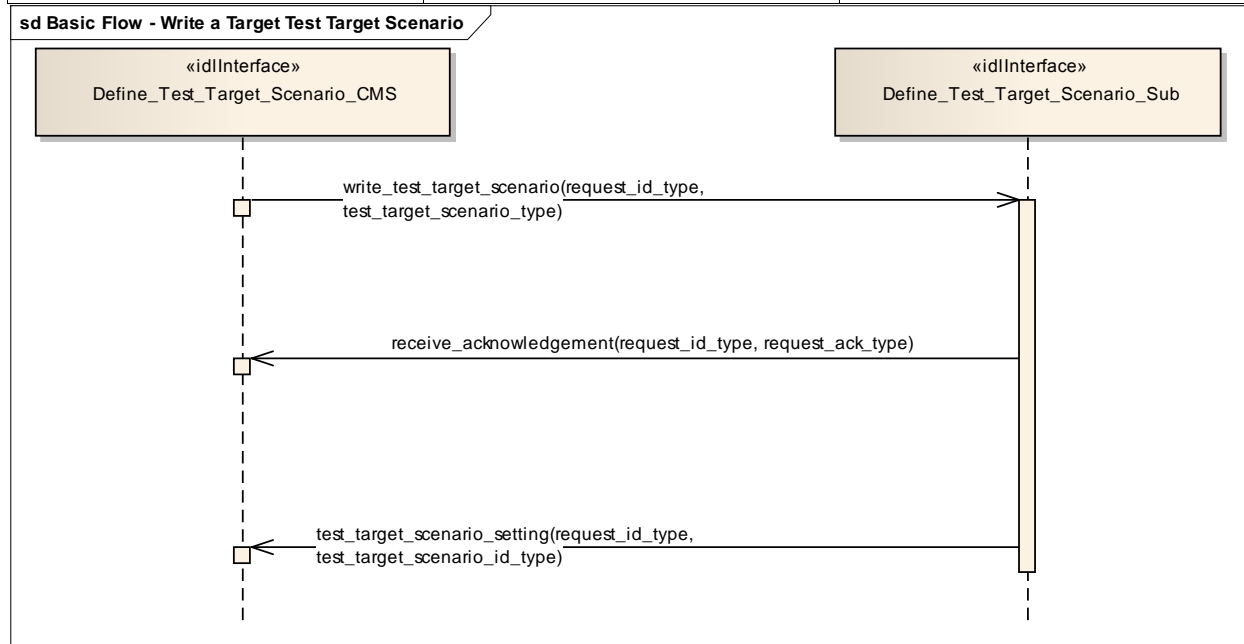 sd Basic Flow - Write a Target Test Target Scenario
«idlInterface»
Define_Test_Target_Scenario_CMS
«idlInterface»
Define_Test_Target_Scenario_Sub
write_test_target_scenario(request_id_type,
test_target_scenario_type)
receive_acknowledgement(request_id_type, request_ack_type)
test_target_scenario_setting(request_id_type,
test_target_scenario_id_type)